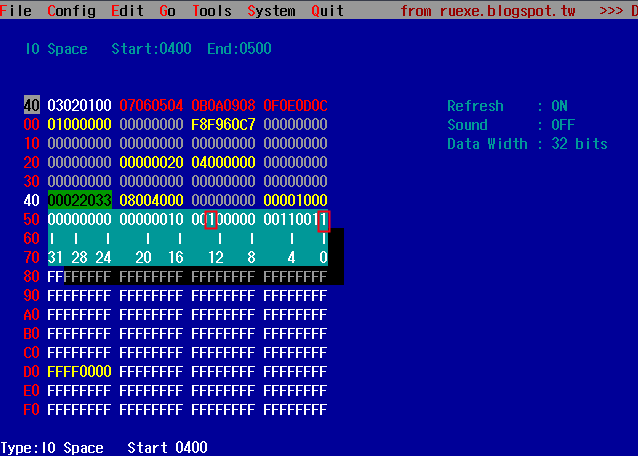 File Config Edit Go Tools System Quit from ruexe.blogspot.tw >>> D
IO Space Start:0400 End:0500
40 03020100 07060504 0B0A0908 0F0E0D0C
Refresh : ON
00 01000000 00000000 F8F960C7 00000000
Sound : OFF
10 00000000 00000000 00000000 00000000
Data Width : 32 bits
20 00000000 00000020 04000000 00000000
30 00000000 00000000 00000000 00000000
40 00022033 08004000 00000000 00001000
50 00000000 00000010 00100000 00110011
60 | | | | | | | | |
70 31 28 24 20 16 12 8 4 0
80 FFFFFFFF FFFFFFFF FFFFFFFF FFFFFFFF
90 FFFFFFFF FFFFFFFF FFFFFFFF FFFFFFFF
A0 FFFFFFFF FFFFFFFF FFFFFFFF FFFFFFFF
B0 FFFFFFFF FFFFFFFF FFFFFFFF FFFFFFFF
C0 FFFFFFFF FFFFFFFF FFFFFFFF FFFFFFFF
D0 FFFF0000 FFFFFFFF FFFFFFFF FFFFFFFF
E0 FFFFFFFF FFFFFFFF FFFFFFFF FFFFFFFF
F0 FFFFFFFF FFFFFFFF FFFFFFFF FFFFFFFF
Type:IO Space Start 0400